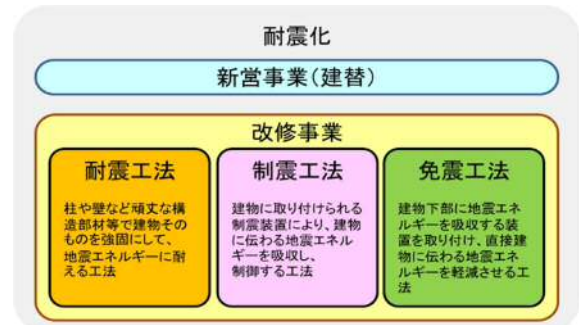 耐震化
新営事業(建替)
改修事業
耐震工法
柱や壁など頑丈な構
造部材等で建物その
ものを強固にして、
地震エネルギーに耐
える工法
制震工法
建物に取り付けられる
制震装置により、建物
に伝わる地震エネル
ギーを吸収し、
制御する工法
免震工法
建物下部に地震エネ
ルギーを吸収する装
置を取り付け、直接建
物に伝わる地震エネ
ルギーを軽減させる工
法